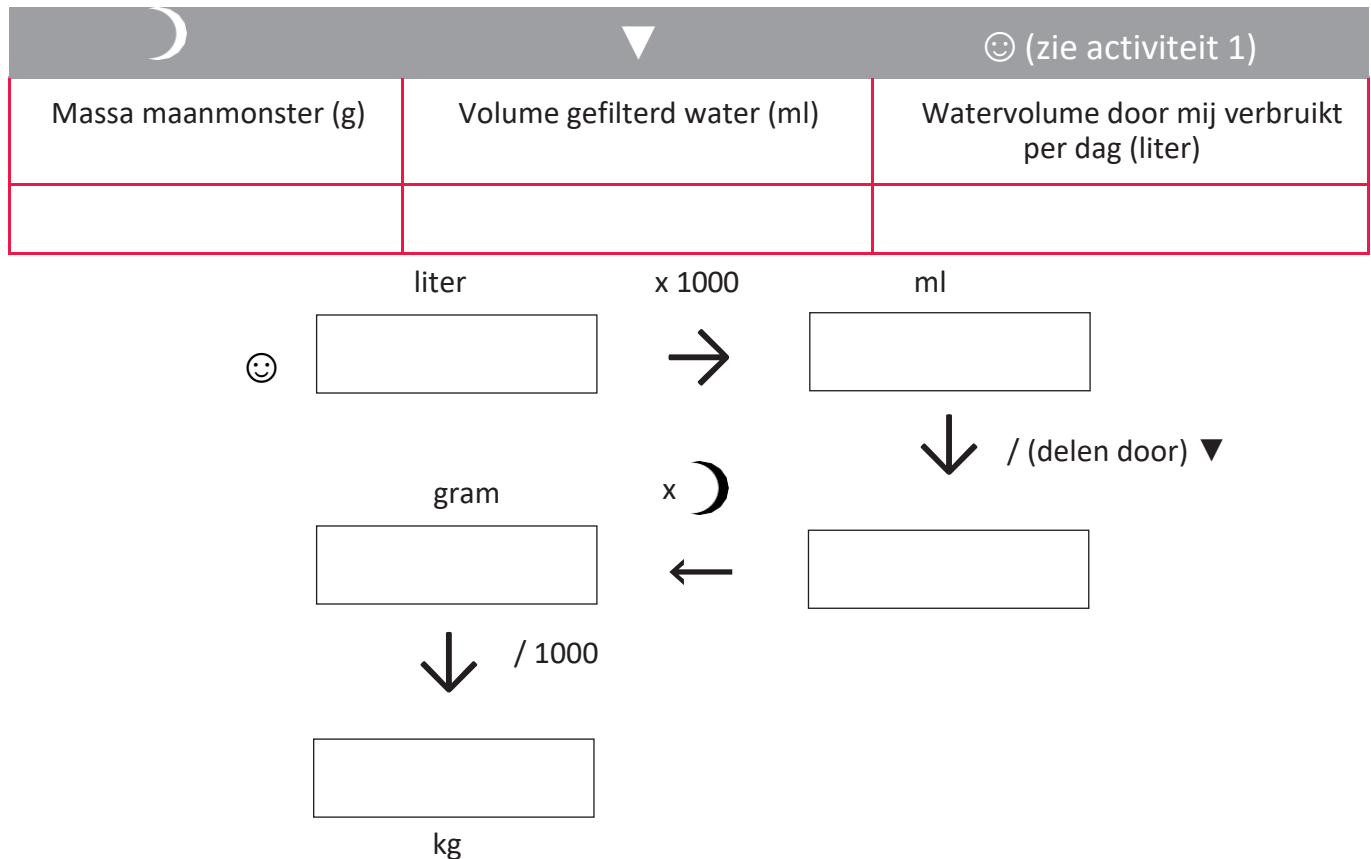 ☺ (zie activiteit 1)
Massa maanmonster (g)
Volume gefilterd water (ml)
Watervolume door mij verbruikt
per dag (liter)
liter
x 1000
ml
/ (delen door) ▼
gram
x
/ 1000
kg